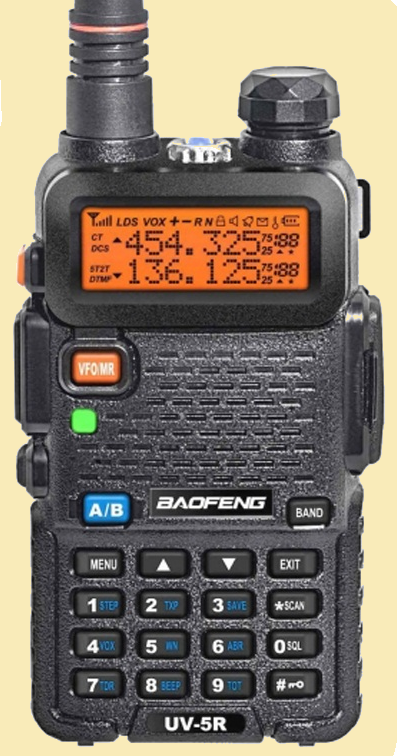 LDS VOX + - R N
CT
DCS
▲ 454.325 75 25 :88
5T2T
DTMF
▼ 136.125 75 25 :88
VFO/MR
A/B
BAOFENG
BAND
MENU ▲ ▼ EXIT
1 STEP 2 TXP 3 SAVE *SCAN
4 VOX 5 WN 6 ABR 0 SQL
7 TDR 8 BEEP 9 TOT #
UV-5R